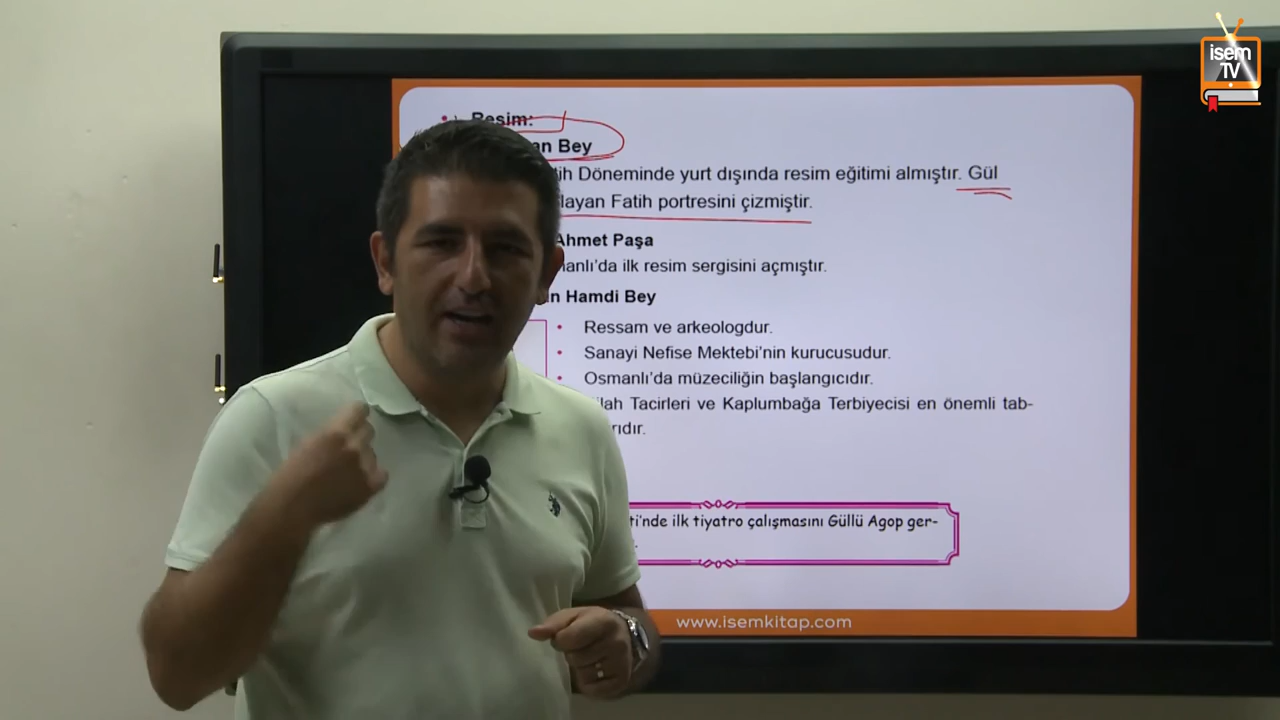 isem
TV
Resim:
an Bey
tih Döneminde yurt dışında resim eğitimi almıştır. Gül
layan Fatih portresini çizmiştir.
Ahmet Paşa
manlı’da ilk resim sergisini açmıştır.
n Hamdi Bey
• Ressam ve arkeologdur.
• Sanayi Nefise Mektebi’nin kurucusudur.
• Osmanlı’da müzeciliğin başlangıcıdır.
ilah Tacirleri ve Kaplumbağa Terbiyecisi en önemli tab-
rıdır.
ti’nde ilk tiyatro çalışmasını Güllü Agop ger-
www.isemkitap.com